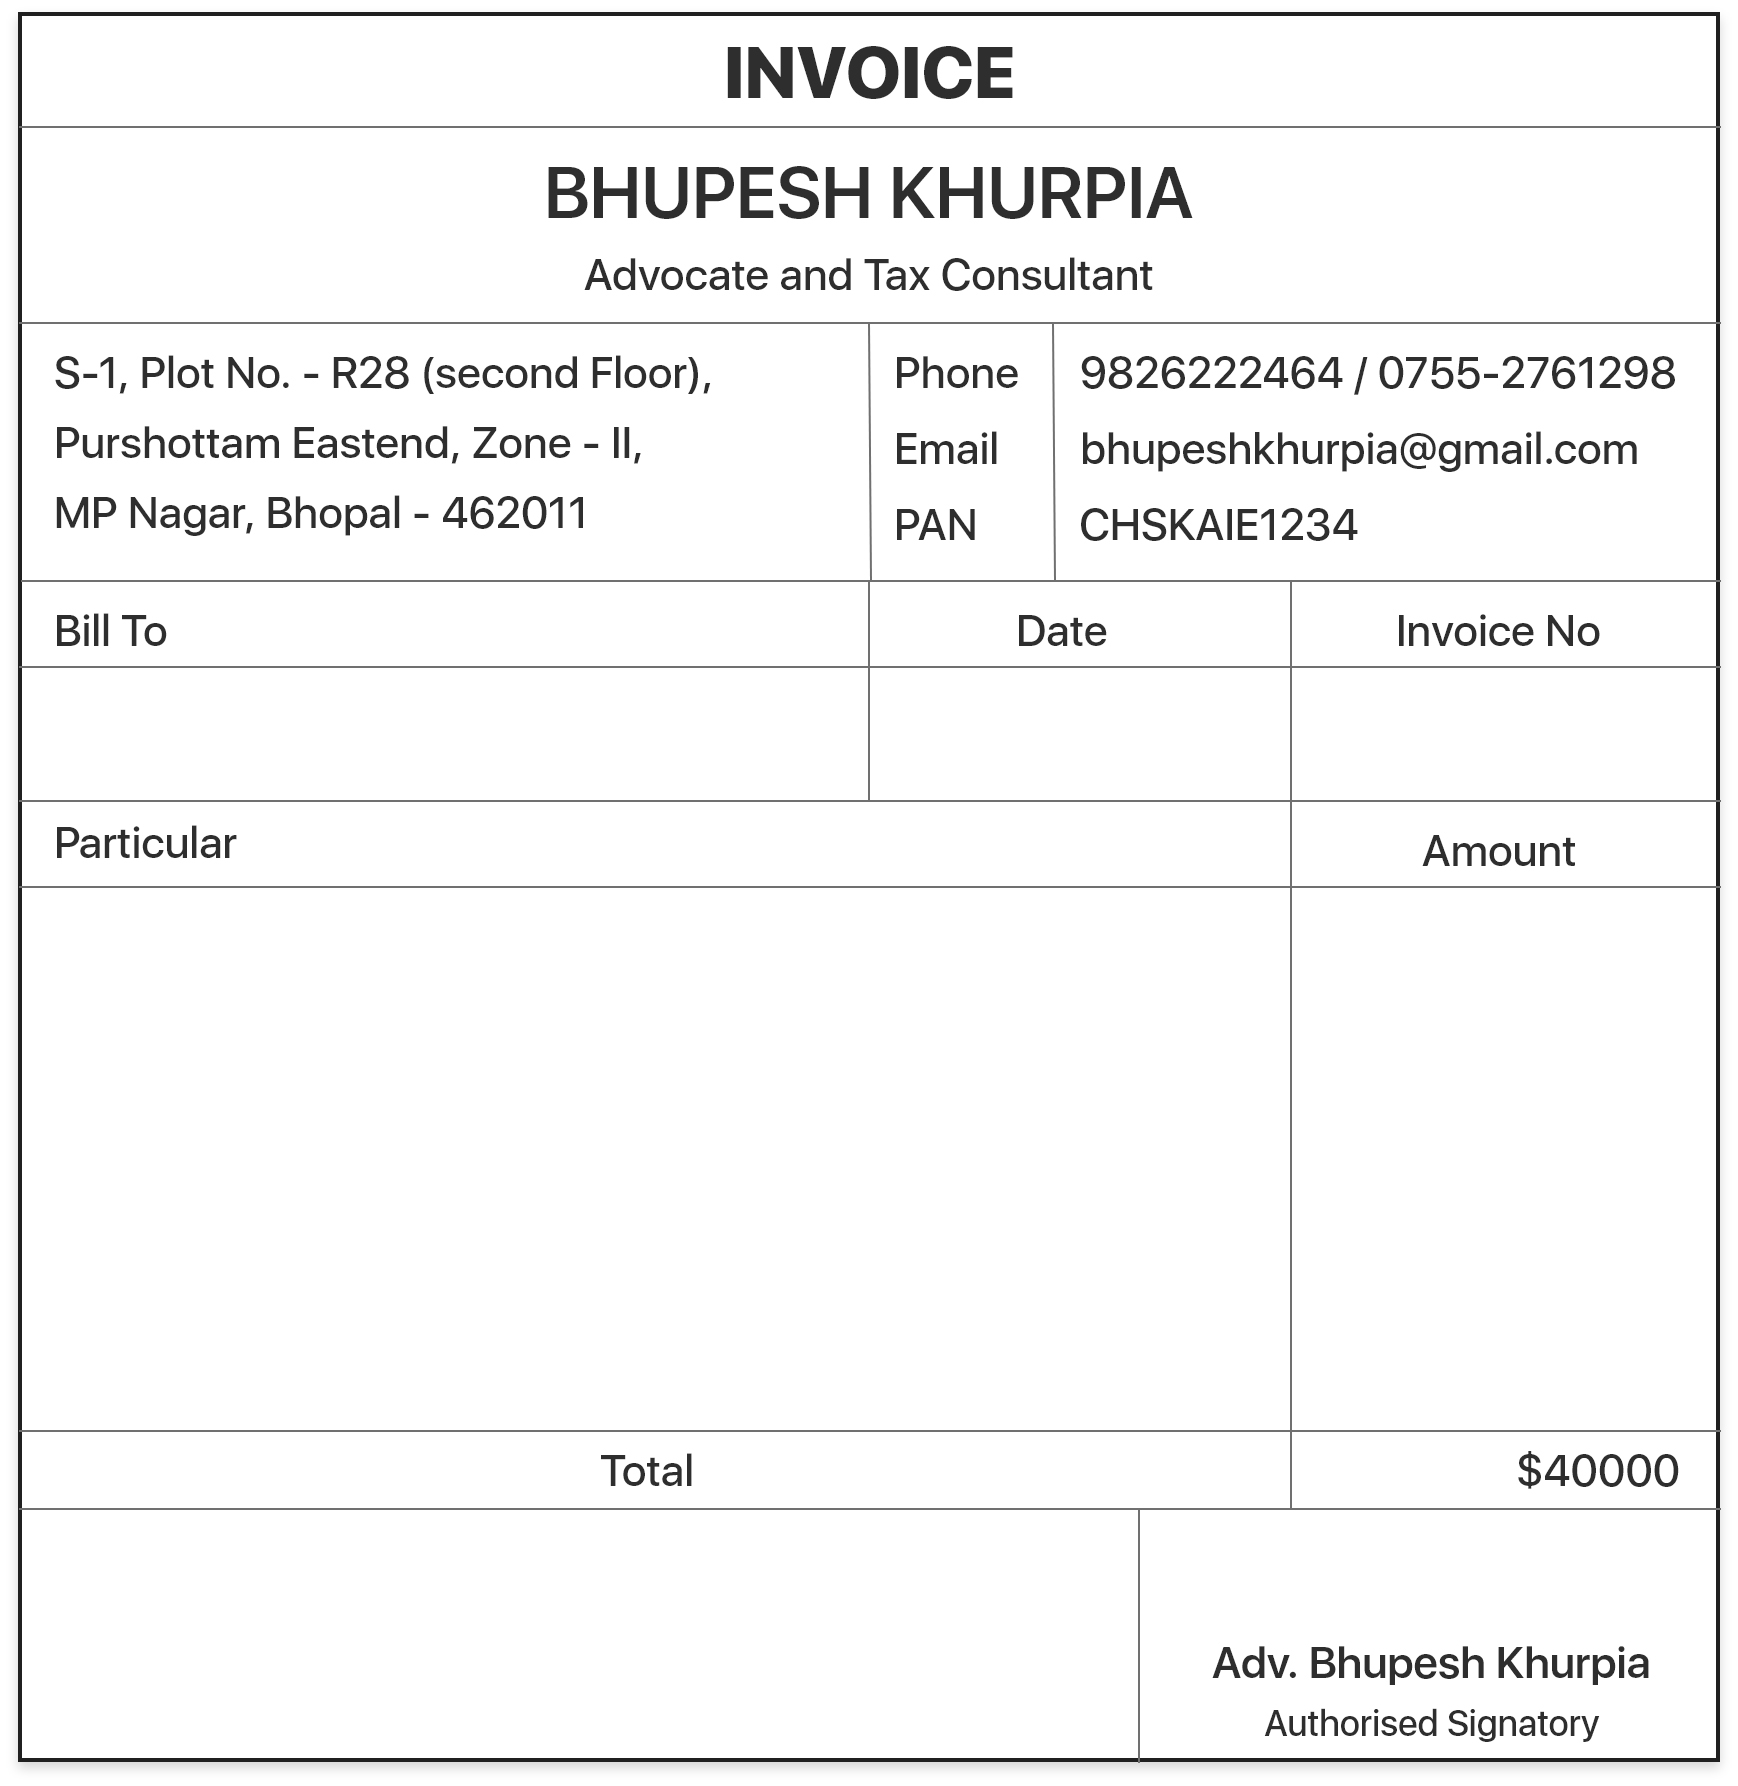 INVOICE
BHUPESH KHURPIA
Advocate and Tax Consultant
S-1, Plot No. - R28 (second Floor),
Purshottam Eastend, Zone - II,
MP Nagar, Bhopal - 462011
Phone 9826222464 / 0755-2761298
Email bhupeshkhurpia@gmail.com
PAN CHSKAIE1234
Bill To Date Invoice No
Particular Amount
Total $40000
Adv. Bhupesh Khurpia
Authorised Signatory